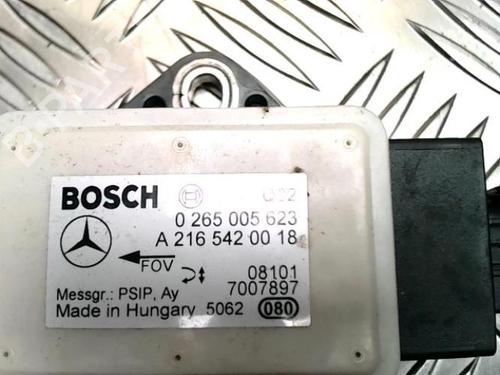 BOSCH
0 265 005 623
A 216 542 00 18
FOV
08101
Messgr.: PSIP, Ay 7007897
Made in Hungary 5062 080